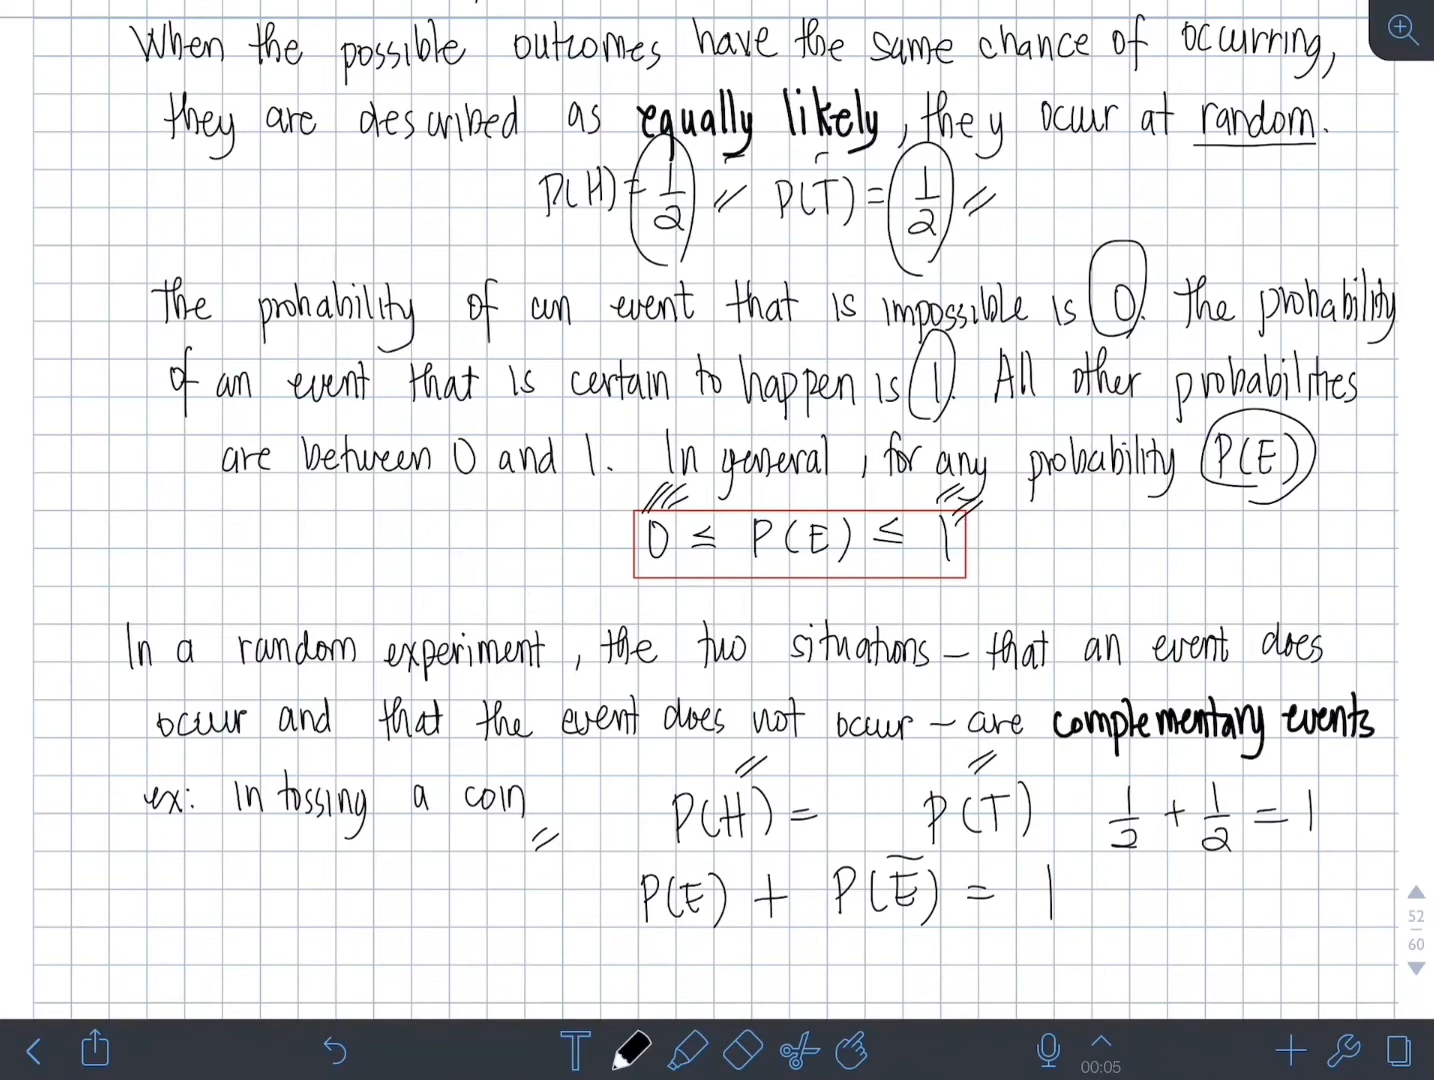 When the possible outcomes have the same chance of occurring,
they are described as equally likely, they occur at random.
P(H) = 1/2 P(T) = 1/2
The probability of an event that is impossible is 0. The probability
of an event that is certain to happen is 1. All other probabilities
are between 0 and 1. In general, for any probability P(E)
0 ≤ P(E) ≤ 1
In a random experiment, the two situations – that an event does
occur and that the event does not occur – are complementary events
ex: in tossing a coin P(H) = P(T) 1/2 + 1/2 = 1
P(E) + P(E̅) = 1
52
60
T
00:05